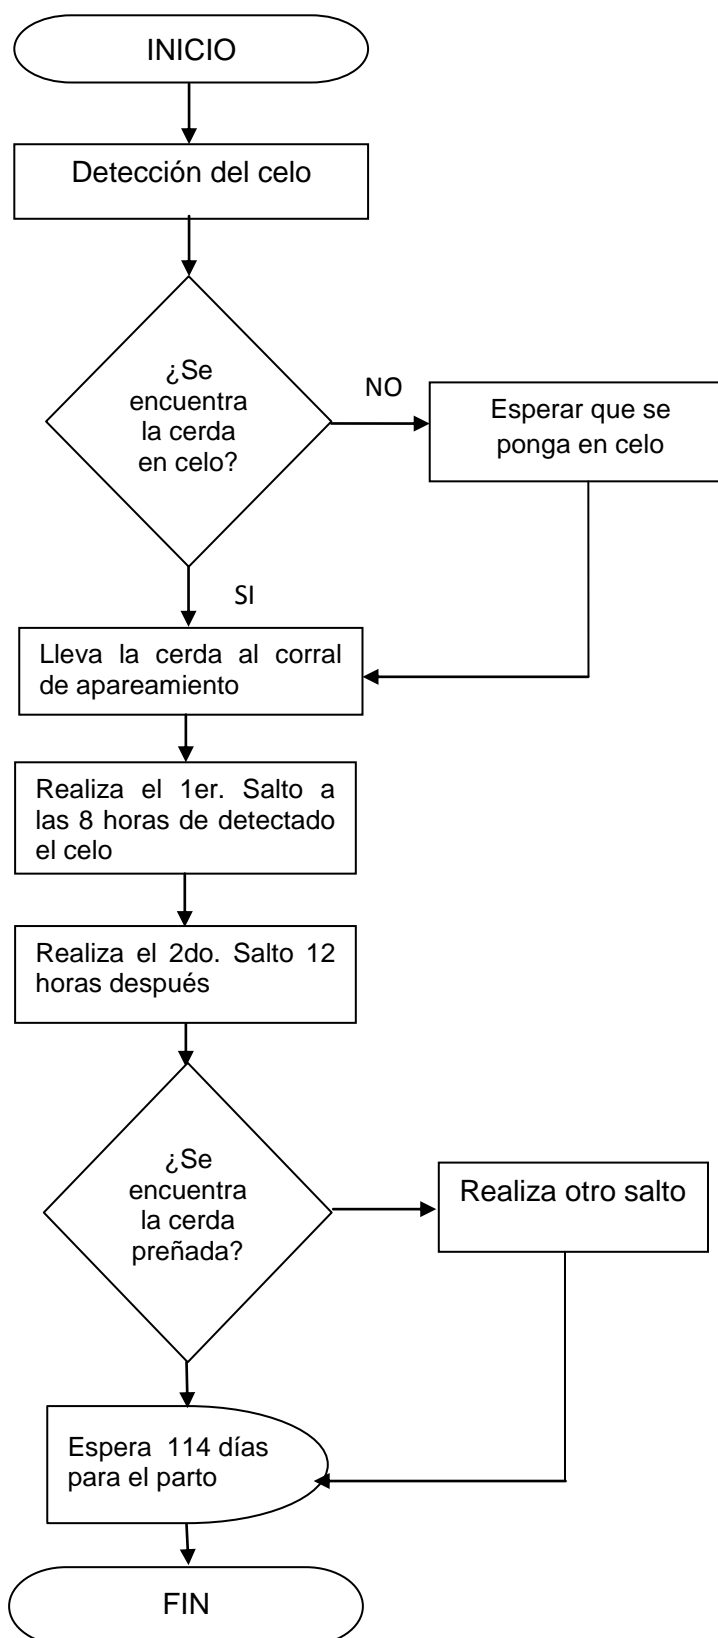 INICIO
Detección del celo
¿Se
encuentra
la cerda
en celo?
NO
Esperar que se
ponga en celo
SI
Lleva la cerda al corral
de apareamiento
Realiza el 1er. Salto a
las 8 horas de detectado
el celo
Realiza el 2do. Salto 12
horas después
¿Se
encuentra
la cerda
preñada?
Realiza otro salto
Espera 114 días
para el parto
FIN